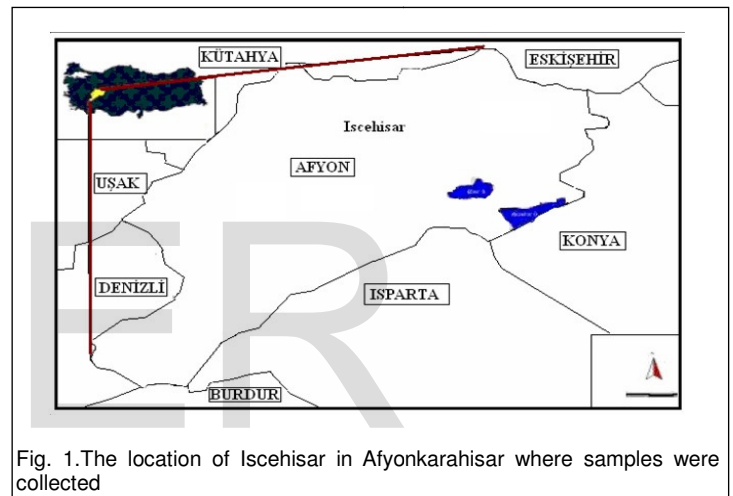 KÜTAHYA
ESKİŞEHİR
Iscehisar
AFYON
UŞAK
KONYA
DENİZLİ
ISPARTA
BURDUR
ER
Fig. 1.The location of Iscehisar in Afyonkarahisar where samples were
collected